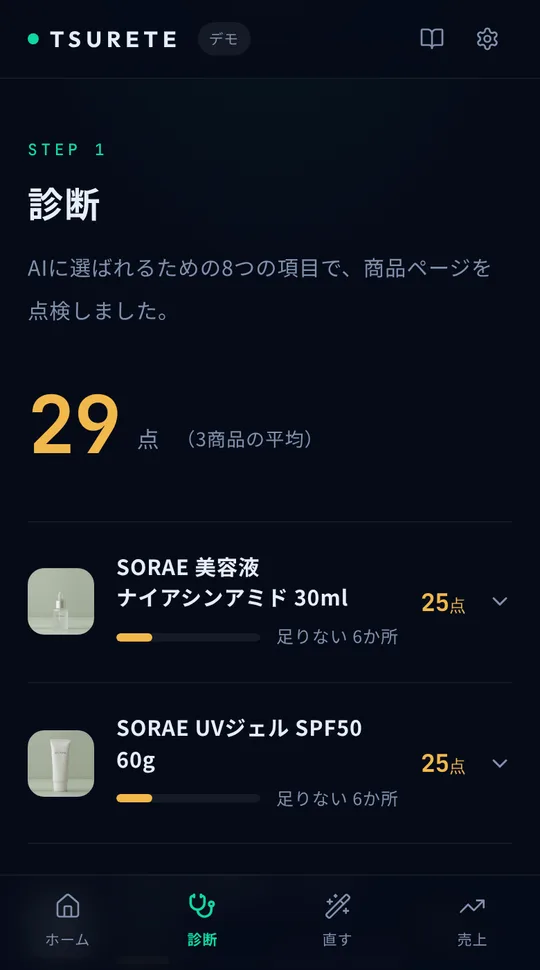 TSURETE
デモ
STEP 1
診断
AIに選ばれるための8つの項目で、商品ページを
点検しました。
29 点 （3商品の平均）
SORAE 美容液
ナイアシンアミド 30ml
25点
足りない 6か所
SORAE UVジェル SPF50
60g
25点
足りない 6か所
ホーム
診断
直す
売上